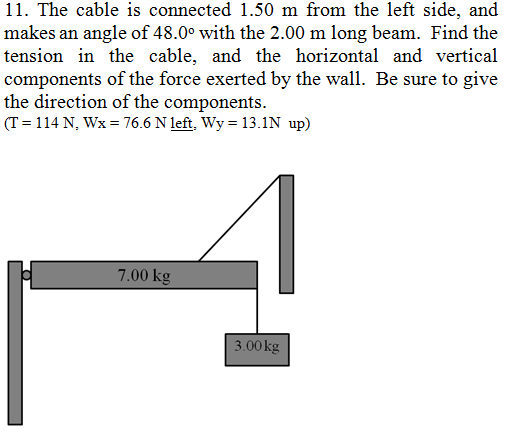 11. The cable is connected 1.50 m from the left side, and
makes an angle of 48.0º with the 2.00 m long beam. Find the
tension in the cable, and the horizontal and vertical
components of the force exerted by the wall. Be sure to give
the direction of the components.
(T = 114 N, Wx = 76.6 N left, Wy = 13.1N up)
7.00 kg
3.00kg